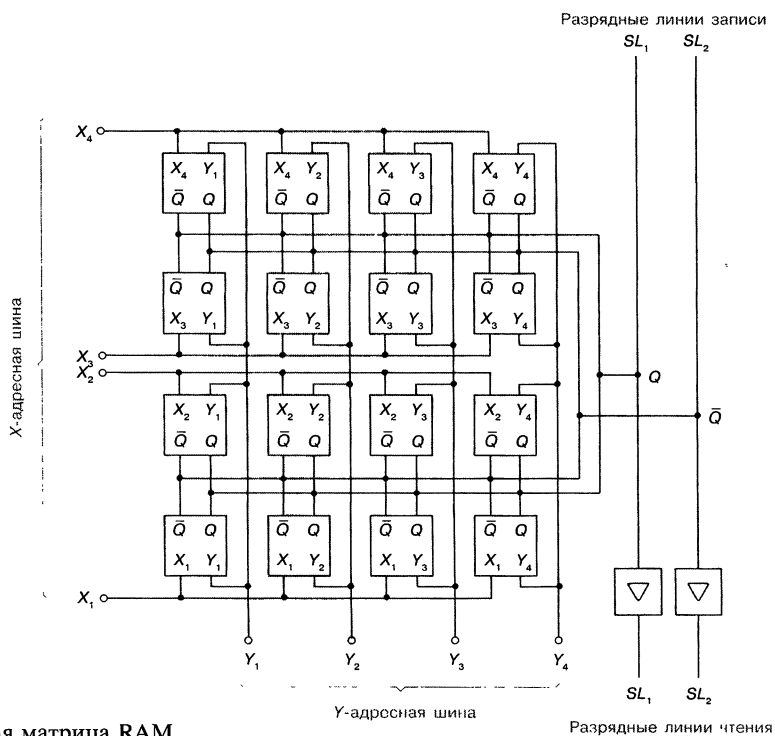 Разрядные линии записи
SL₁ SL₂
X₄
X₄ Y₁ X₄ Y₂ X₄ Y₃ X₄ Y₄
Q̅ Q Q̅ Q Q̅ Q Q̅ Q
Q̅ Q Q̅ Q Q̅ Q Q̅ Q
X₃ Y₁ X₃ Y₂ X₃ Y₃ X₃ Y₄
X-адресная шина
X₃
X₂
Q
X₂ Y₁ X₂ Y₂ X₂ Y₃ X₂ Y₄
Q̅
Q̅ Q Q̅ Q Q̅ Q Q̅ Q
Q̅ Q Q̅ Q Q̅ Q Q̅ Q
X₁ Y₁ X₁ Y₂ X₁ Y₃ X₁ Y₄
X₁
Y₁ Y₂ Y₃ Y₄
SL₁ SL₂
Y-адресная шина
матрица RAM
Разрядные линии чтения